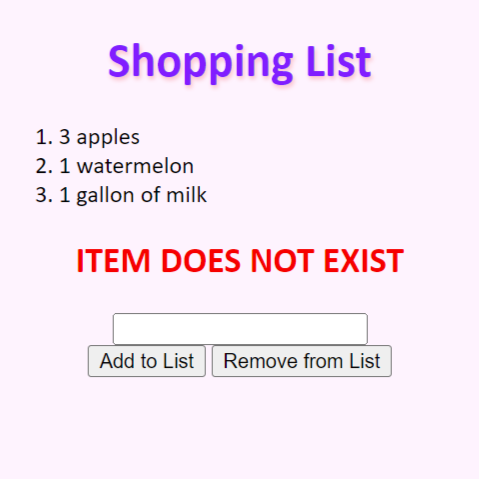 Shopping List
1. 3 apples
2. 1 watermelon
3. 1 gallon of milk
ITEM DOES NOT EXIST
Add to List Remove from List